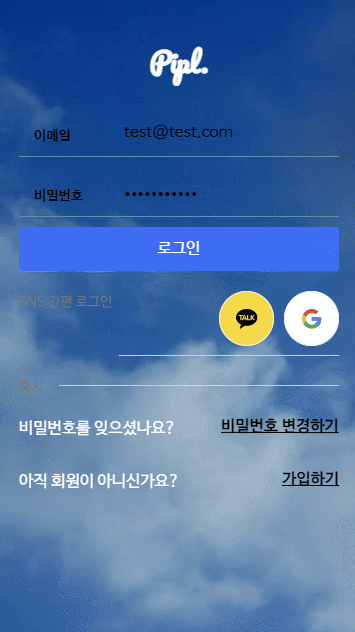 Pipl.
이메일 test@test.com
비밀번호 •••••••••••
로그인
SNS 간편 로그인
TALK
G
혹시
비밀번호를 잊으셨나요? 비밀번호 변경하기
아직 회원이 아니신가요? 가입하기